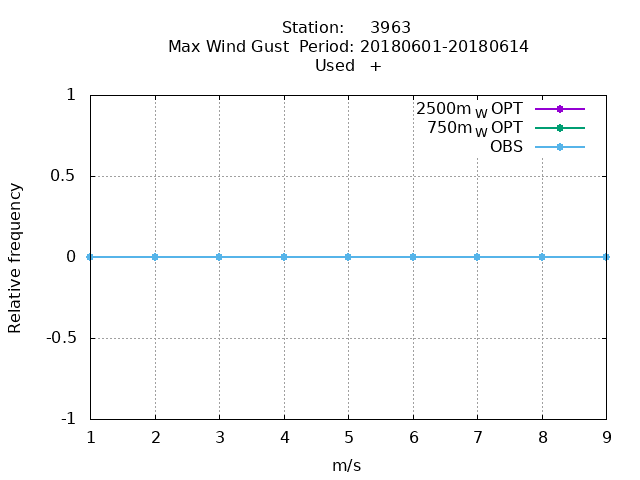 Station: 3963
Max Wind Gust Period: 20180601-20180614
Used +
2500m W OPT
750m W OPT
OBS
1
0.5
0
-0.5
-1
Relative frequency
1 2 3 4 5 6 7 8 9
m/s